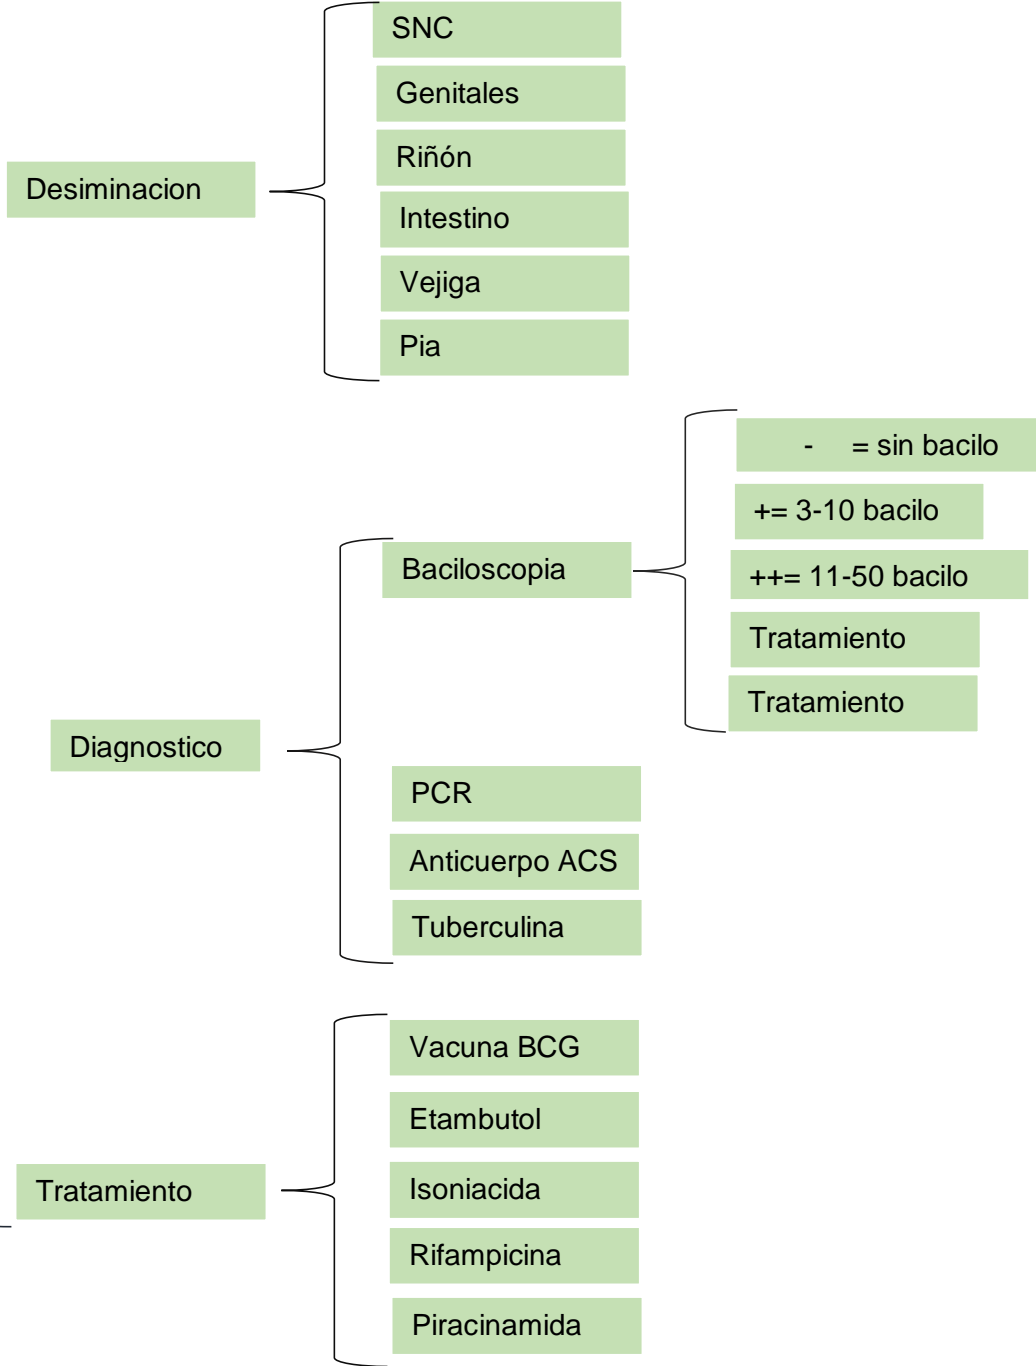 SNC
Genitales
Riñón
Desiminacion
Intestino
Vejiga
Pia
- = sin bacilo
+= 3-10 bacilo
Baciloscopia
++= 11-50 bacilo
Tratamiento
Tratamiento
Diagnostico
PCR
Anticuerpo ACS
Tuberculina
Vacuna BCG
Etambutol
Tratamiento
Isoniacida
Rifampicina
Piracinamida